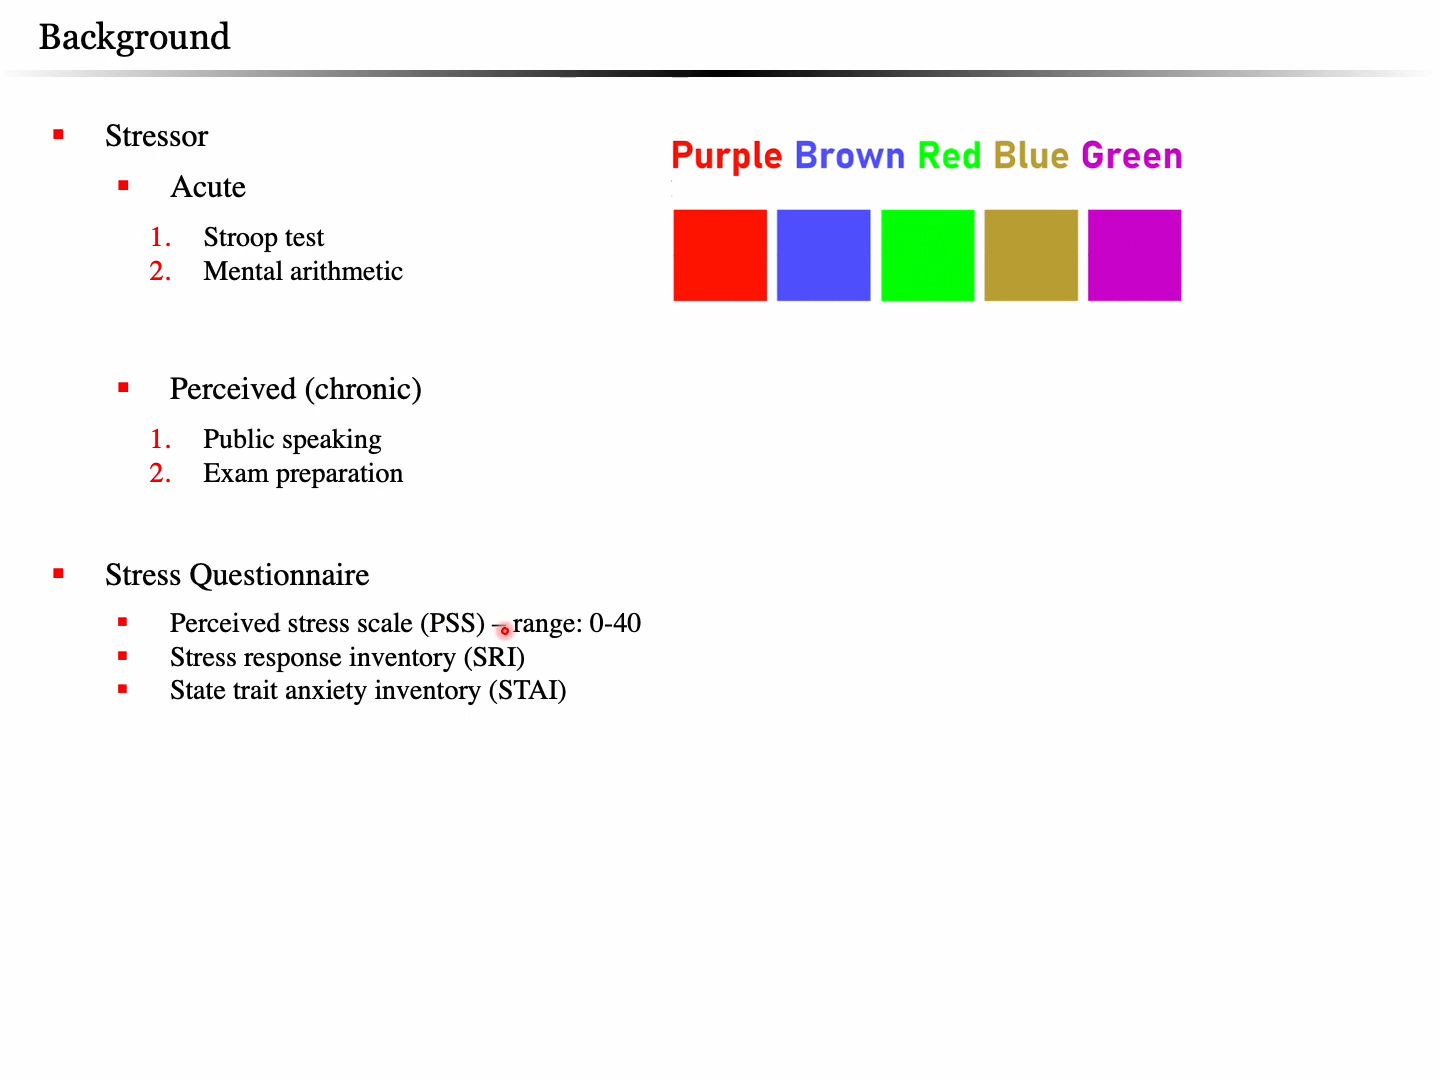 Background
Stressor
Acute
1. Stroop test
2. Mental arithmetic
Purple Brown Red Blue Green
Perceived (chronic)
1. Public speaking
2. Exam preparation
Stress Questionnaire
Perceived stress scale (PSS) – range: 0-40
Stress response inventory (SRI)
State trait anxiety inventory (STAI)